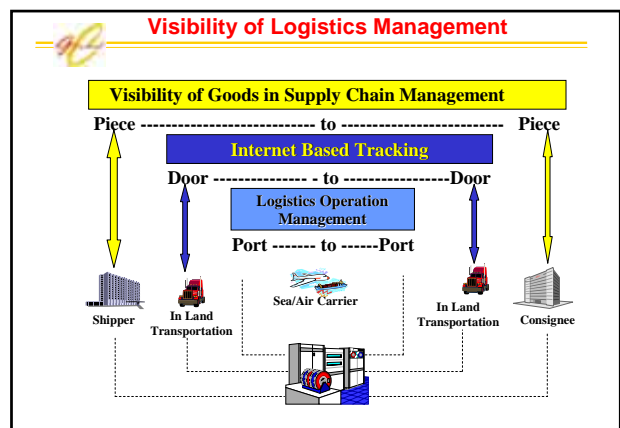 Visibility of Logistics Management
Visibility of Goods in Supply Chain Management
Piece ---------------------------- to -------------------------- Piece
Internet Based Tracking
Door --------------- - to -----------------Door
Logistics Operation
Management
Port ------- to ------Port
Sea/Air Carrier
Shipper
In Land
Transportation
In Land
Transportation
Consignee